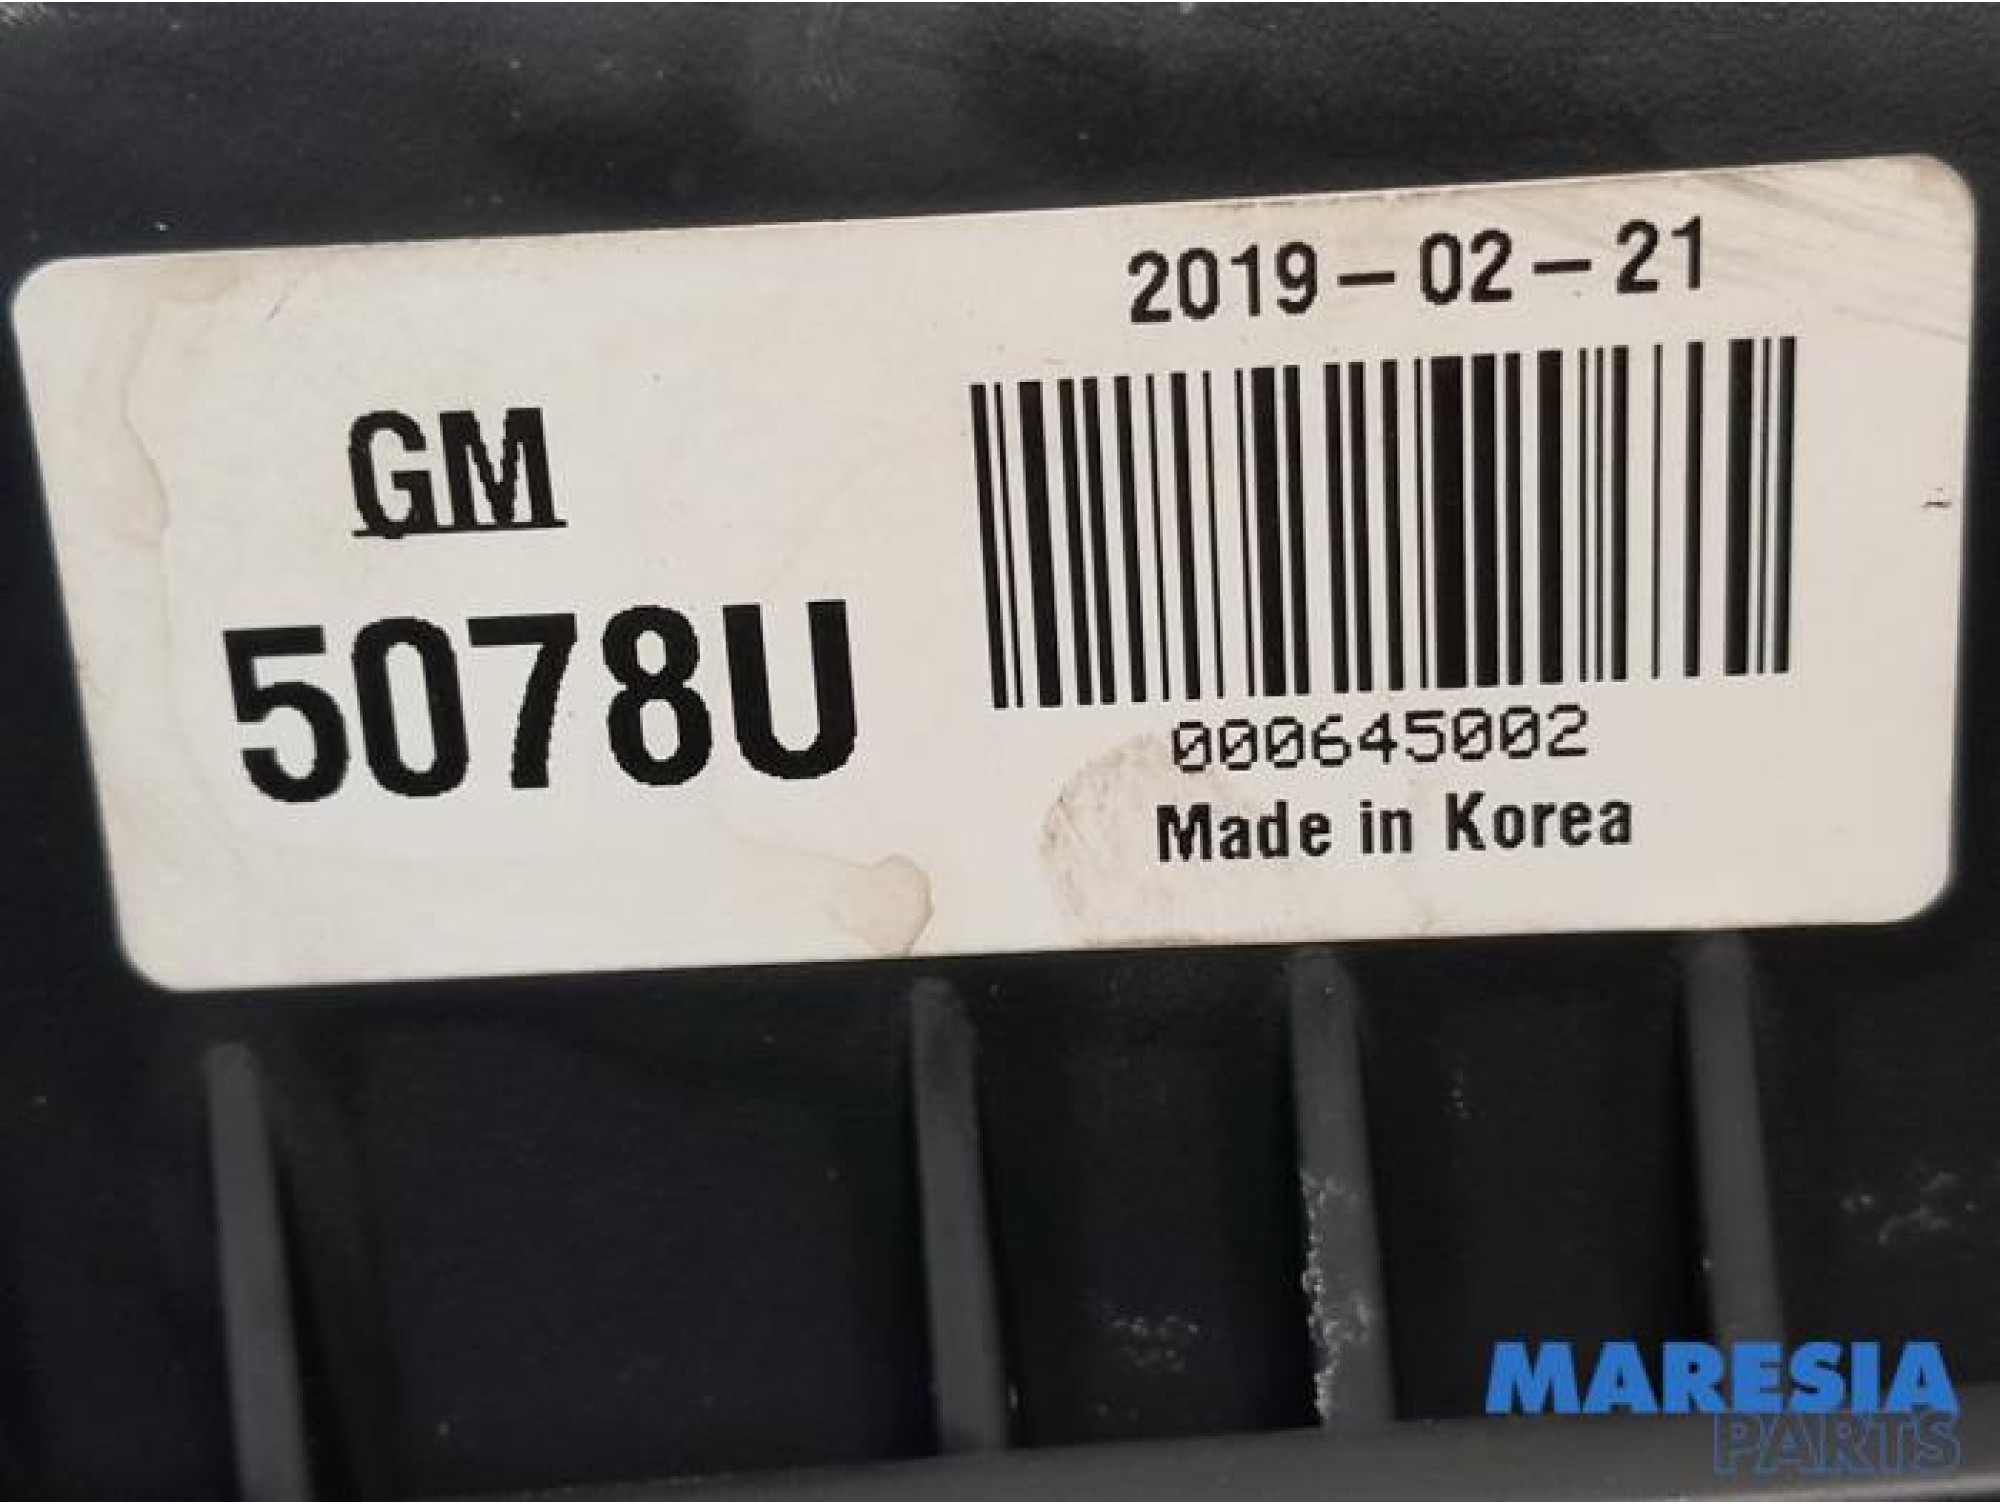 2019-02-21
GM
5078U
000645002
Made in Korea
MARESIA
PARTS